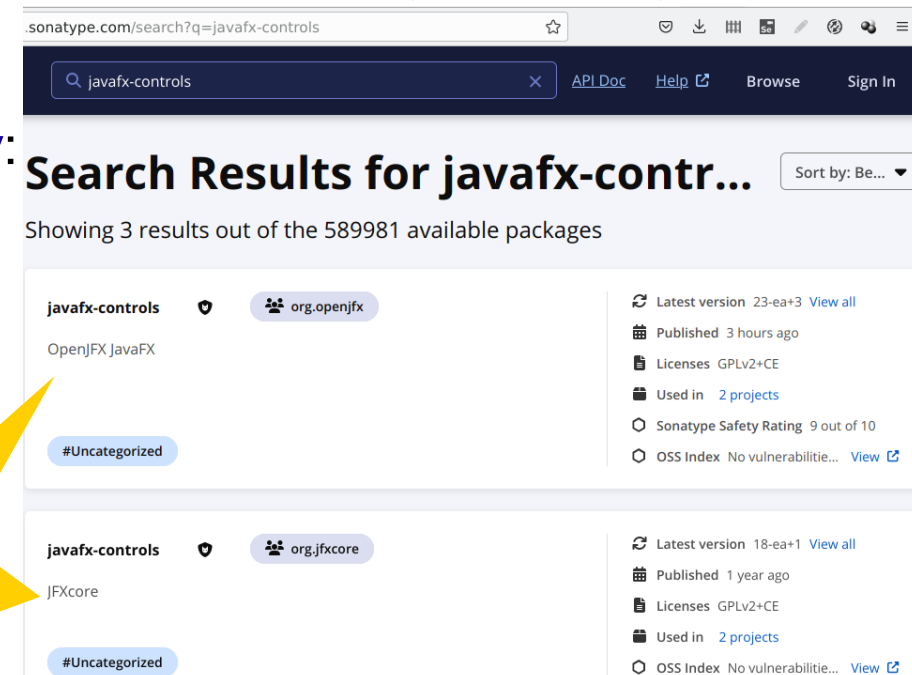 .sonatype.com/search?q=javafx-controls
Se
javafx-controls API Doc Help Browse Sign In
:
Search Results for javafx-contr... Sort by: Be...
Showing 3 results out of the 589981 available packages
javafx-controls org.openjfx
OpenJFX JavaFX
#Uncategorized
Latest version 23-ea+3 View all
Published 3 hours ago
Licenses GPLv2+CE
Used in 2 projects
Sonatype Safety Rating 9 out of 10
OSS Index No vulnerabilitie... View
javafx-controls org.jfxcore
JFXcore
#Uncategorized
Latest version 18-ea+1 View all
Published 1 year ago
Licenses GPLv2+CE
Used in 2 projects
OSS Index No vulnerabilitie... View